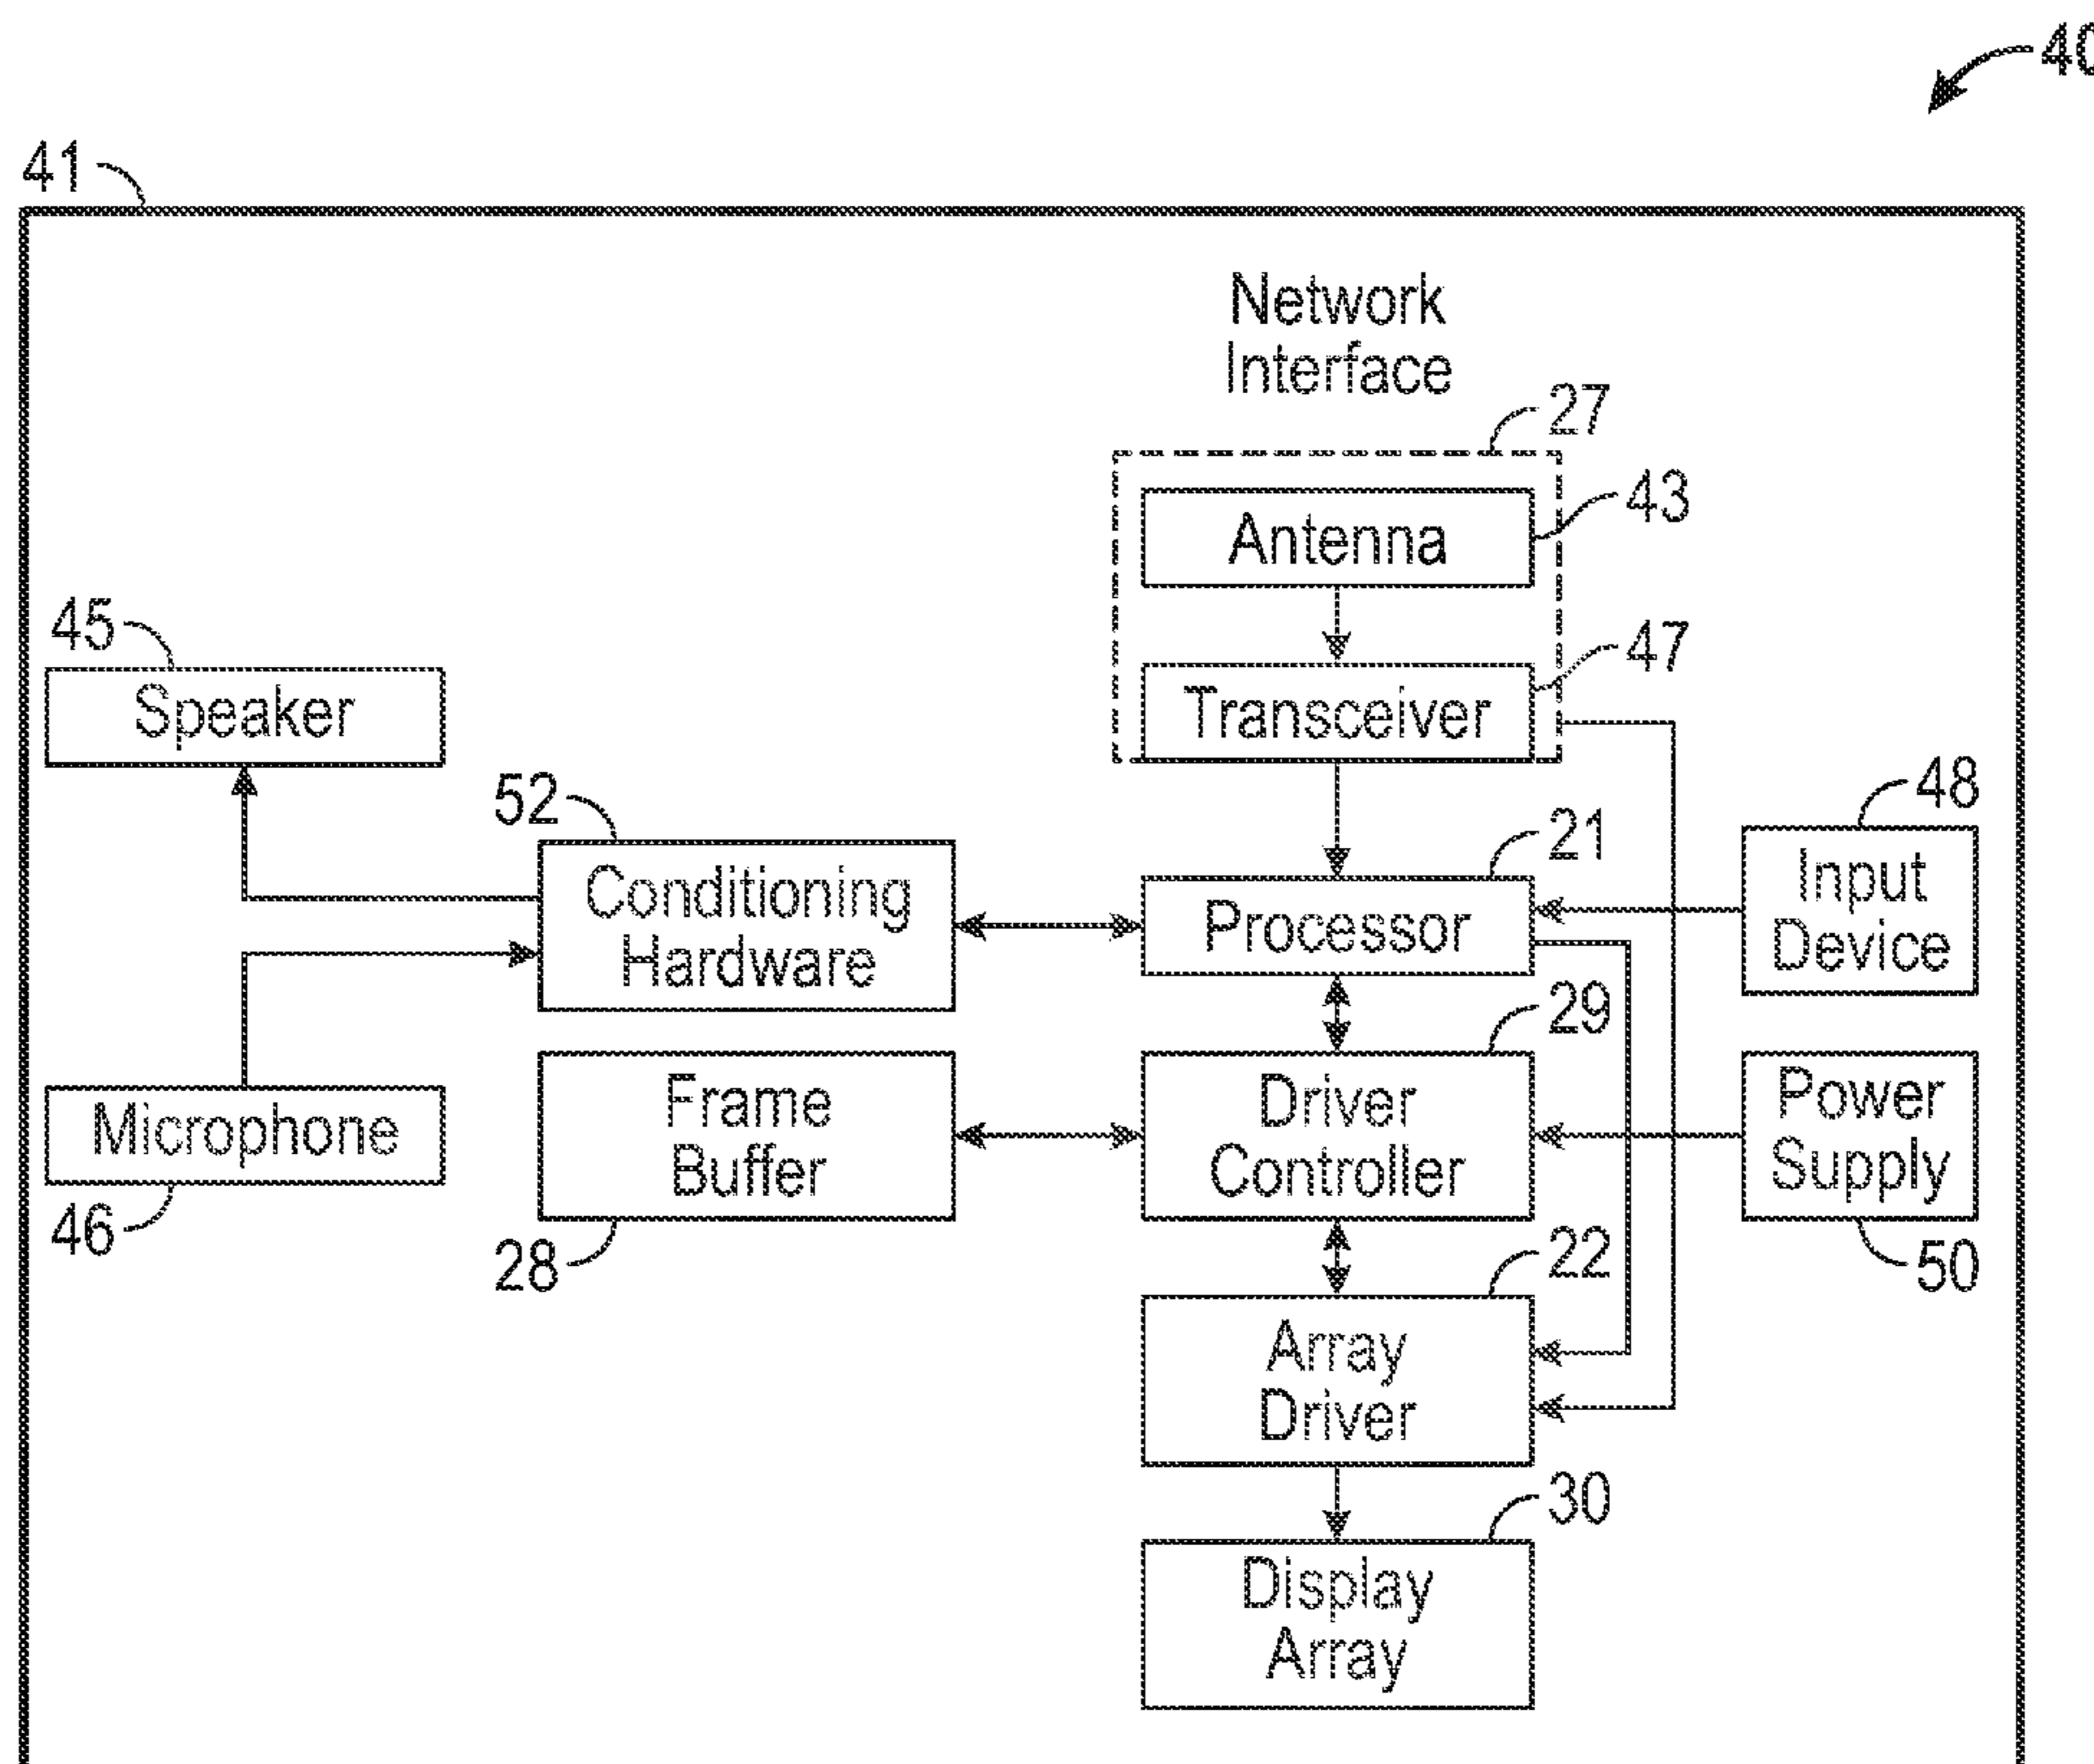 40
41
Network
Interface
27
Antenna
43
Transceiver
47
45
Speaker
52
Conditioning
Hardware
21
Processor
48
Input
Device
Microphone
46
Frame
Buffer
28
29
Driver
Controller
Power
Supply
50
22
Array
Driver
30
Display
Array